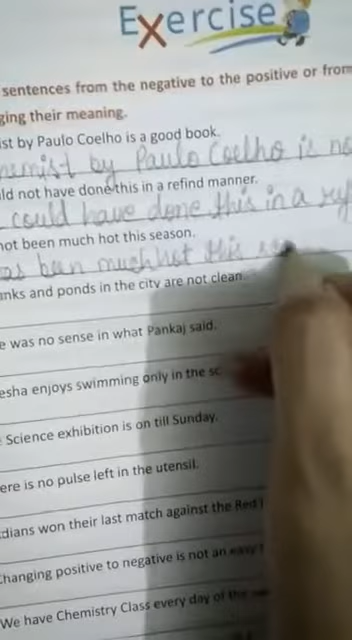 Exercise
sentences from the negative to the positive or from
ging their meaning.
ist by Paulo Coelho is a good book.
hemist by Paulo Coelho is no
ld not have done this in a refind manner.
could have done this in a
not been much hot this season.
as ban much hot this
anks and ponds in the city are not clean.
e was no sense in what Pankaj said.
esha enjoys swimming only in the
Science exhibition is on till Sunday.
ere is no pulse left in the utensil.
dians won their last match against the Red
Changing positive to negative is not an easy
We have Chemistry Class every day of the